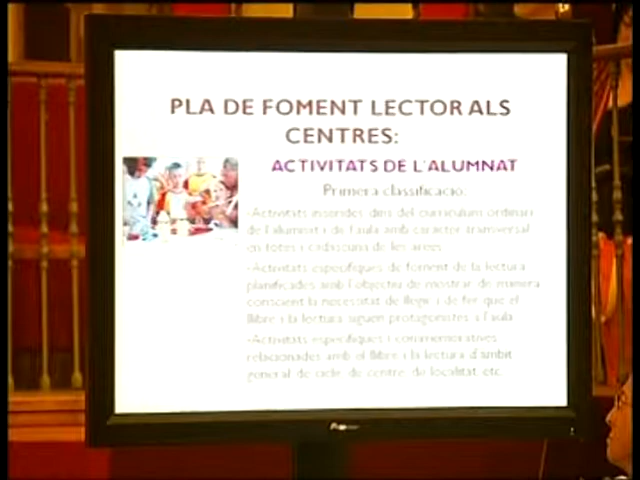 PLA DE FOMENT LECTOR ALS
CENTRES:
ACTIVITATS DE L'ALUMNAT
Primera classificació.
-Activitats inserides dins del currículum ordinari
de l'alumnat i de l'aula amb caràcter transversal
en totes i cadascuna de les àrees.
-Activitats específiques de foment de la lectura
planificades amb l'objectiu de mostrar de manera
conscient la necessitat de llegir i de fer que el
llibre i la lectura siguen protagonistes a l'aula.
-Activitats específiques i commemoratives
relacionades amb el llibre i la lectura d'àmbit
general, de cicle, de centre, de localitat, etc.